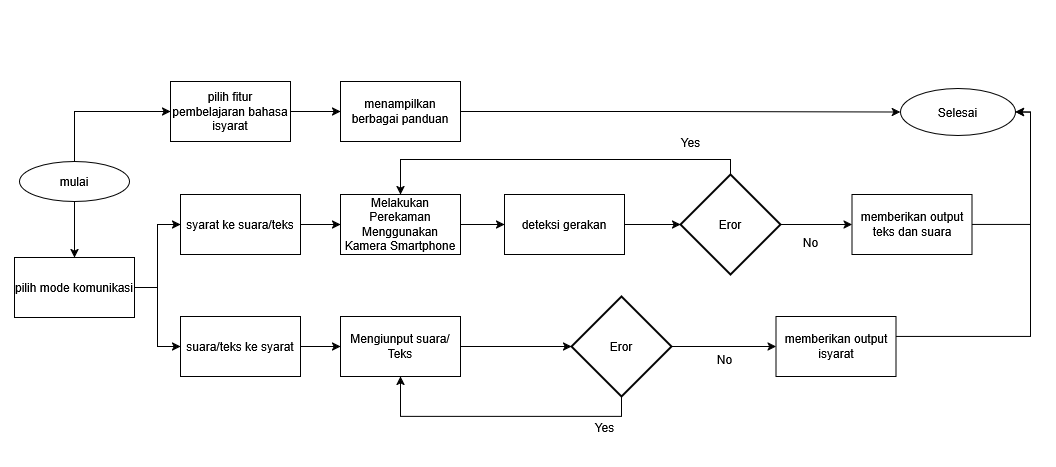 pilih fitur
pembelajaran bahasa
isyarat
menampilkan
berbagai panduan
Selesai
Yes
mulai
syarat ke suara/teks
Melakukan
Perekaman
Menggunakan
Kamera Smartphone
deteksi gerakan
Eror
No
memberikan output
teks dan suara
pilih mode komunikasi
suara/teks ke syarat
Mengiunput suara/
Teks
Eror
No
memberikan output
isyarat
Yes